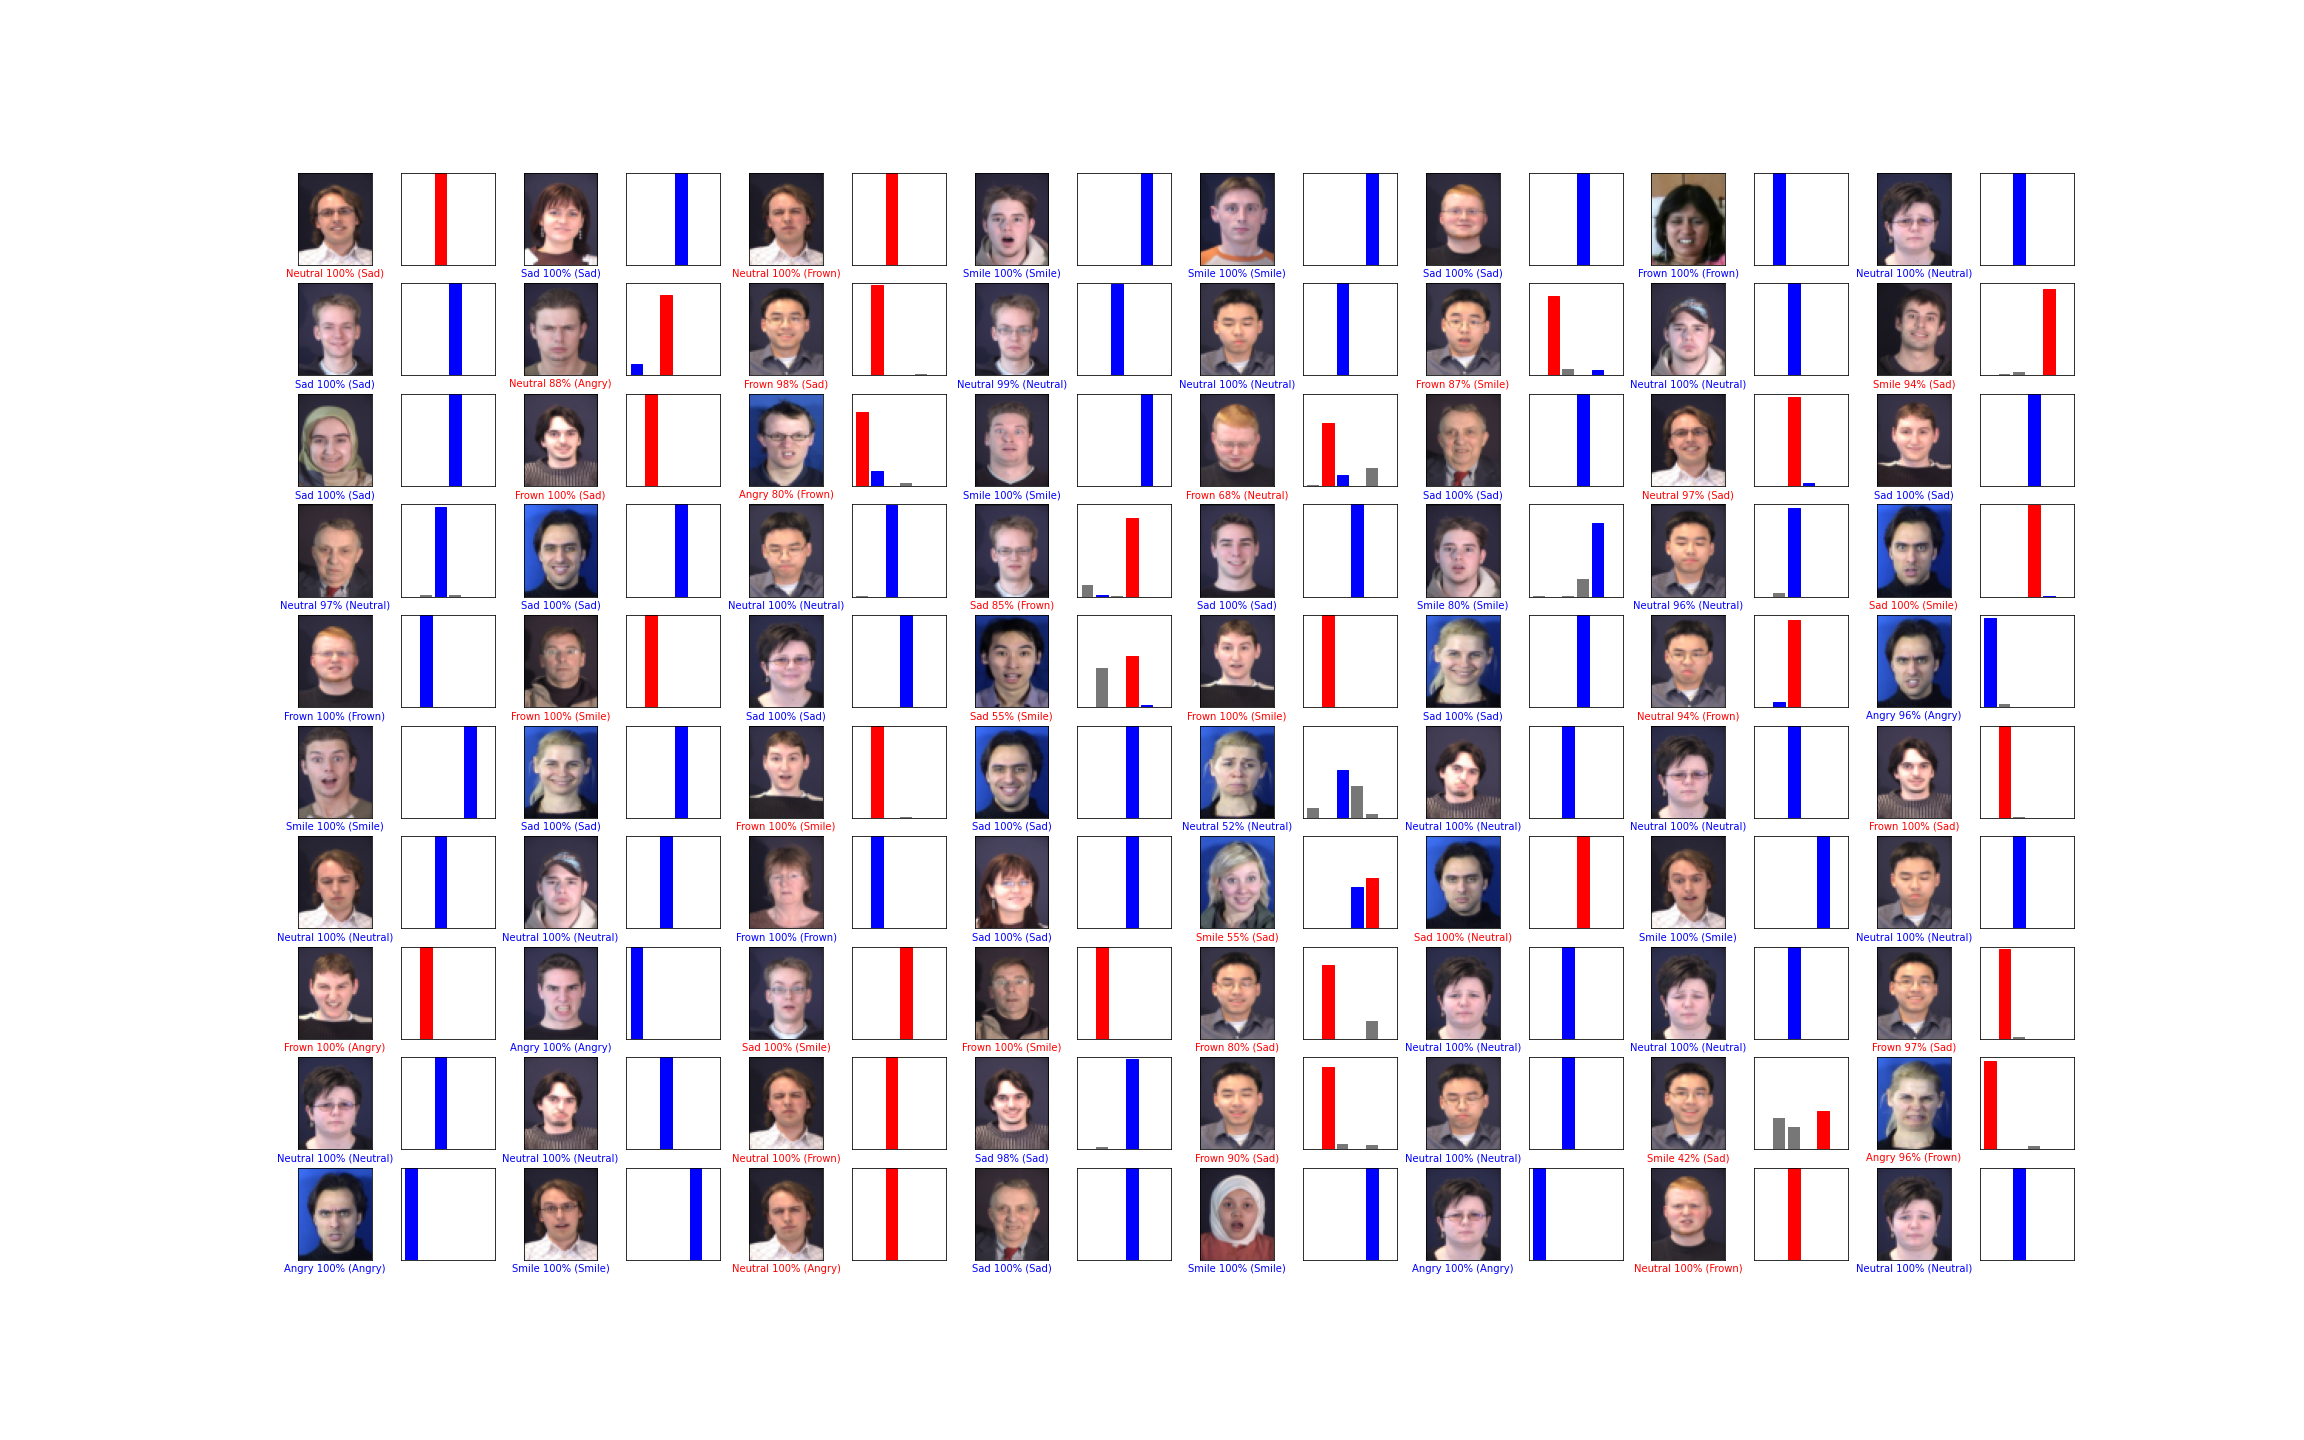 Neutral 100% (Sad)
Sad 100% (Sad)
Neutral 100% (Frown)
Smile 100% (Smile)
Smile 100% (Smile)
Sad 100% (Sad)
Frown 100% (Frown)
Neutral 100% (Neutral)
Sad 100% (Sad)
Neutral 88% (Angry)
Frown 98% (Sad)
Neutral 99% (Neutral)
Neutral 100% (Neutral)
Frown 87% (Smile)
Neutral 100% (Neutral)
Smile 94% (Sad)
Sad 100% (Sad)
Frown 100% (Sad)
Angry 80% (Frown)
Smile 100% (Smile)
Frown 68% (Neutral)
Sad 100% (Sad)
Neutral 97% (Sad)
Sad 100% (Sad)
Neutral 97% (Neutral)
Sad 100% (Sad)
Neutral 100% (Neutral)
Sad 85% (Frown)
Sad 100% (Sad)
Smile 80% (Smile)
Neutral 96% (Neutral)
Sad 100% (Smile)
Frown 100% (Frown)
Frown 100% (Smile)
Sad 100% (Sad)
Sad 55% (Smile)
Frown 100% (Smile)
Sad 100% (Sad)
Neutral 94% (Frown)
Angry 96% (Angry)
Smile 100% (Smile)
Sad 100% (Sad)
Frown 100% (Smile)
Sad 100% (Sad)
Neutral 52% (Neutral)
Neutral 100% (Neutral)
Neutral 100% (Neutral)
Frown 100% (Sad)
Neutral 100% (Neutral)
Neutral 100% (Neutral)
Frown 100% (Frown)
Sad 100% (Sad)
Smile 55% (Sad)
Sad 100% (Neutral)
Smile 100% (Smile)
Neutral 100% (Neutral)
Frown 100% (Angry)
Angry 100% (Angry)
Sad 100% (Smile)
Frown 100% (Smile)
Frown 80% (Sad)
Neutral 100% (Neutral)
Neutral 100% (Neutral)
Frown 97% (Sad)
Neutral 100% (Neutral)
Neutral 100% (Neutral)
Neutral 100% (Frown)
Sad 98% (Sad)
Frown 90% (Sad)
Neutral 100% (Neutral)
Smile 42% (Sad)
Angry 96% (Frown)
Angry 100% (Angry)
Smile 100% (Smile)
Neutral 100% (Angry)
Sad 100% (Sad)
Smile 100% (Smile)
Angry 100% (Angry)
Neutral 100% (Frown)
Neutral 100% (Neutral)